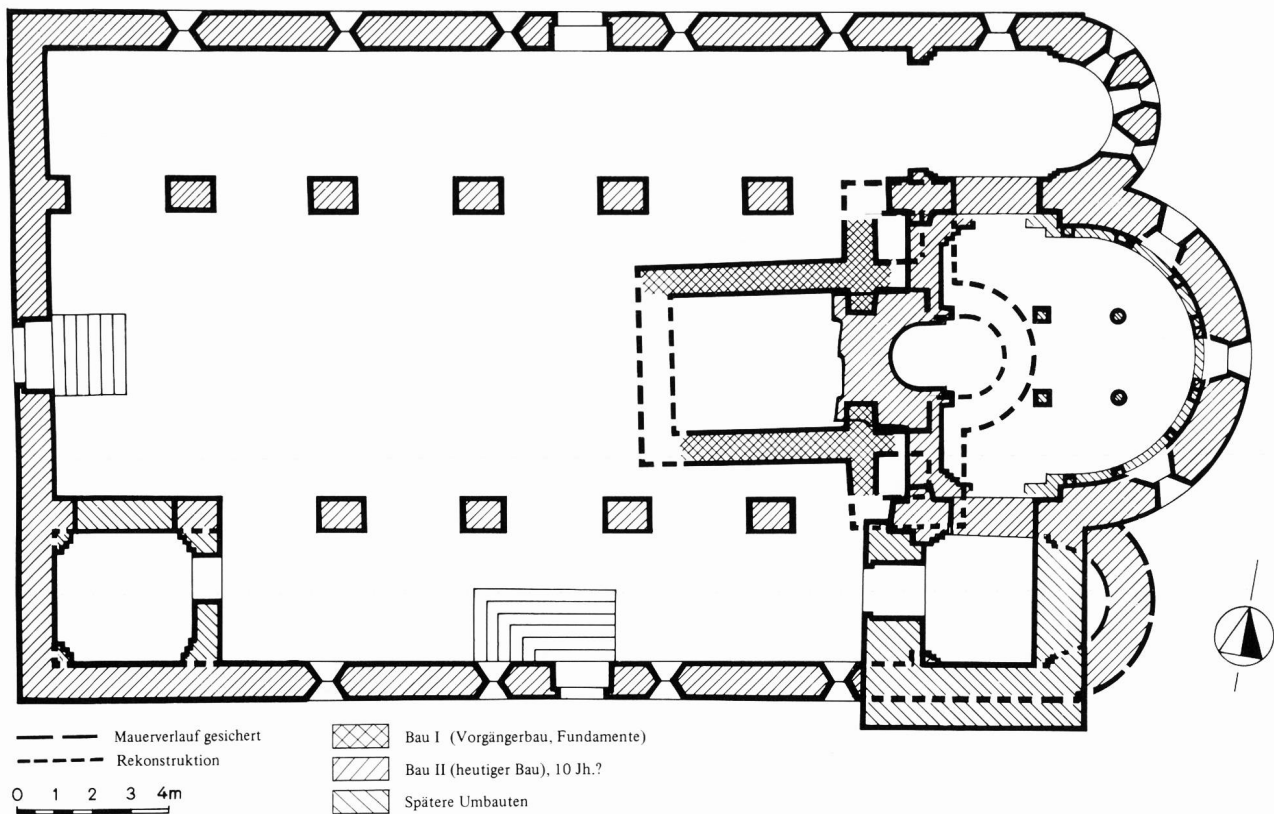 Mauerverlauf gesichert
Rekonstruktion
0 1 2 3 4m
Bau I (Vorgängerbau, Fundamente)
Bau II (heutiger Bau), 10 Jh.?
Spätere Umbauten